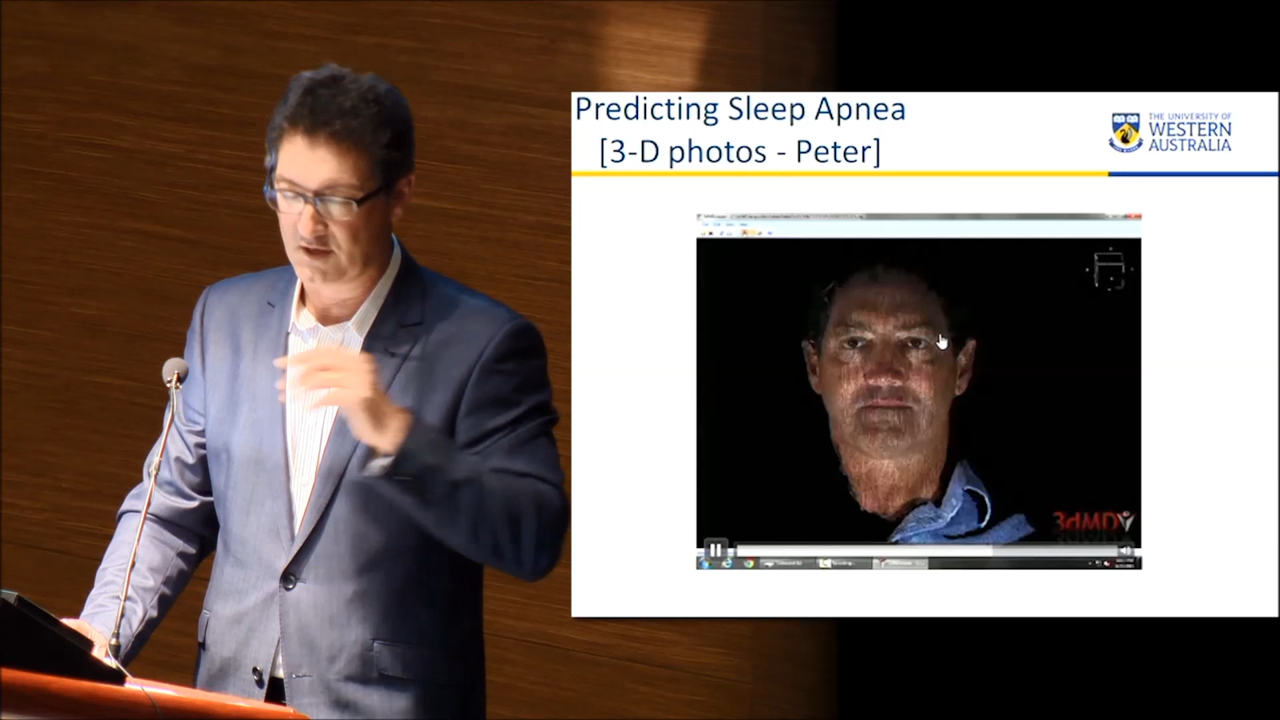 Predicting Sleep Apnea
[3-D photos - Peter]
THE UNIVERSITY OF
WESTERN
AUSTRALIA
3dMD